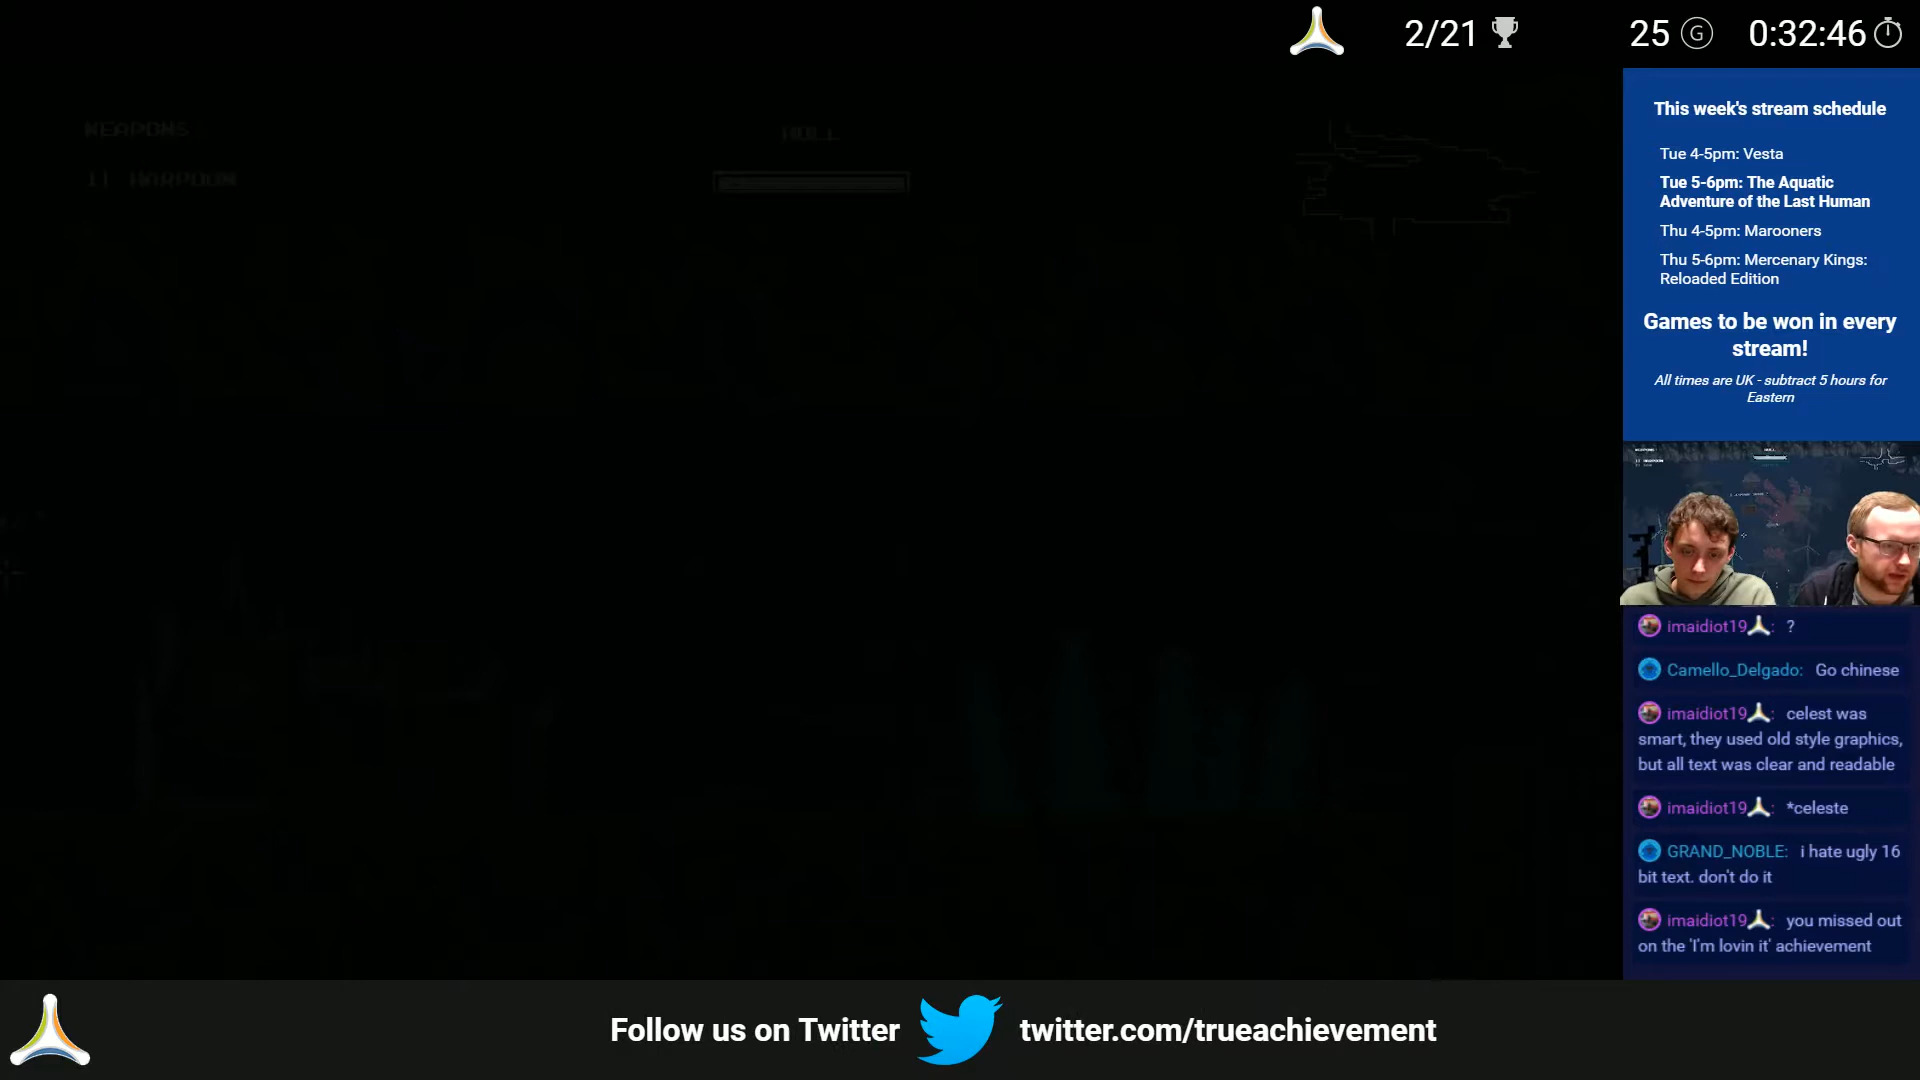 2/21
25 G 0:32:46
WEAPONS:
HULL
1| HARPOON
This week's stream schedule
Tue 4-5pm: Vesta
Tue 5-6pm: The Aquatic
Adventure of the Last Human
Thu 4-5pm: Marooners
Thu 5-6pm: Mercenary Kings:
Reloaded Edition
Games to be won in every
stream!
All times are UK - subtract 5 hours for
Eastern
imaidiot19: ?
Camello_Delgado: Go chinese
imaidiot19: celest was
smart, they used old style graphics,
but all text was clear and readable
imaidiot19: *celeste
GRAND_NOBLE: i hate ugly 16
bit text. don't do it
imaidiot19: you missed out
on the 'I'm lovin it' achievement
Follow us on Twitter twitter.com/trueachievement